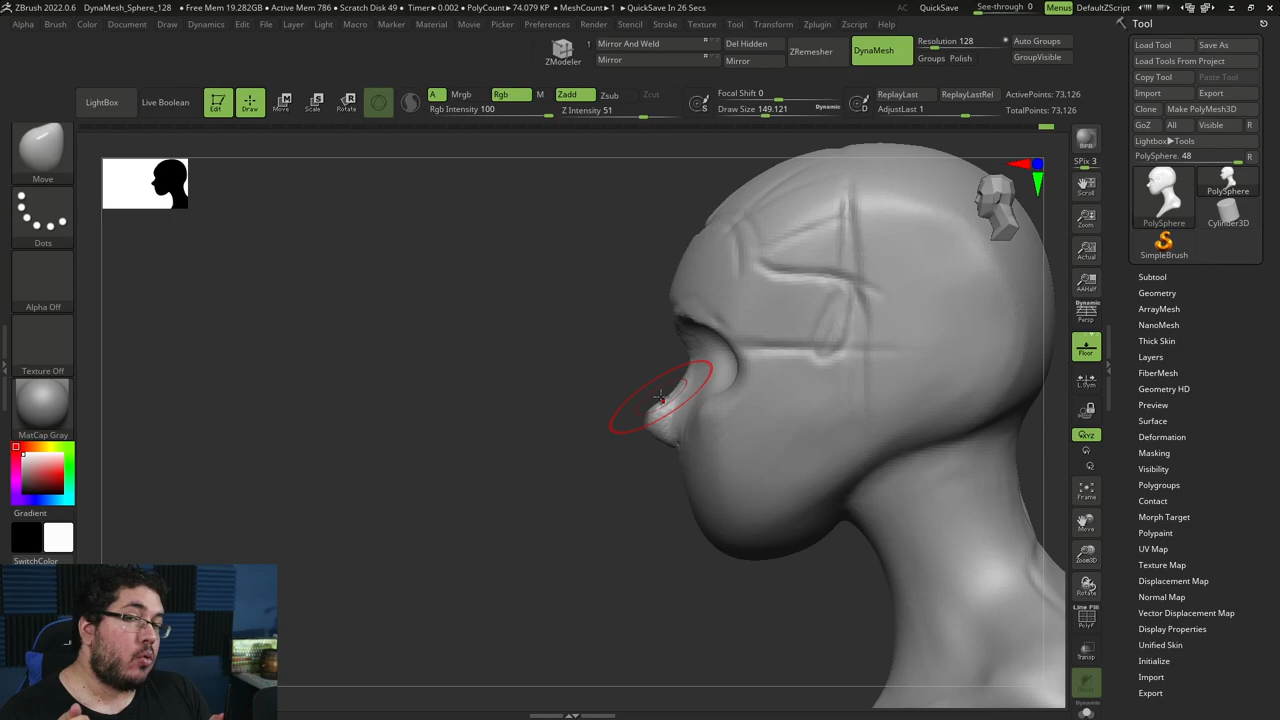 ZBrush 2022.0.6 DynaMesh_Sphere_128 • Free Mem 19.282GB • Active Mem 786 • Scratch Disk 49 • Timer▶0.002 • PolyCount▶74.079 KP • MeshCount▶1 • QuickSave In 26 Secs AC QuickSave See-through 0 Menus DefaultZScript
Alpha Brush Color Document Draw Dynamics Edit File Layer Light Macro Marker Material Movie Picker Preferences Render Stencil Stroke Texture Tool Transform Zplugin Zscript Help
Tool
ZModeler
1
Mirror And Weld
Mirror
Del Hidden
Mirror
ZRemesher
DynaMesh
Resolution 128
Groups Polish
Auto Groups
GroupVisible
LightBox
Live Boolean
Edit
Draw
Move
Scale
Rotate
A Mrgb Rgb M Zadd Zsub Zcut
Rgb Intensity 100
Z Intensity 51
S
Focal Shift 0
Draw Size 149.121 Dynamic
D
ReplayLast ReplayLastRel
AdjustLast 1
ActivePoints: 73,126
TotalPoints: 73,126
Load Tool Save As
Load Tools From Project
Copy Tool Paste Tool
Import Export
Clone Make PolyMesh3D
GoZ All Visible R
Lightbox▶Tools
PolySphere. 48 R
PolySphere
PolySphere
Cylinder3D
SimpleBrush
Subtool
Geometry
ArrayMesh
NanoMesh
Thick Skin
Layers
FiberMesh
Geometry HD
Preview
Surface
Deformation
Masking
Visibility
Polygroups
Contact
Morph Target
Polypaint
UV Map
Texture Map
Displacement Map
Normal Map
Vector Displacement Map
Display Properties
Unified Skin
Initialize
Import
Export
Move
Dots
Alpha Off
Texture Off
MatCap Gray
Gradient
SwitchColor
BPR
SPix 3
Scroll
Zoom
Actual
AAHalf
Dynamic
Persp
Floor
L.Sym
XYZ
Frame
Move
Zoom3D
Rotate
Line Fill
PolyF
Transp
Ghost
Dynamic